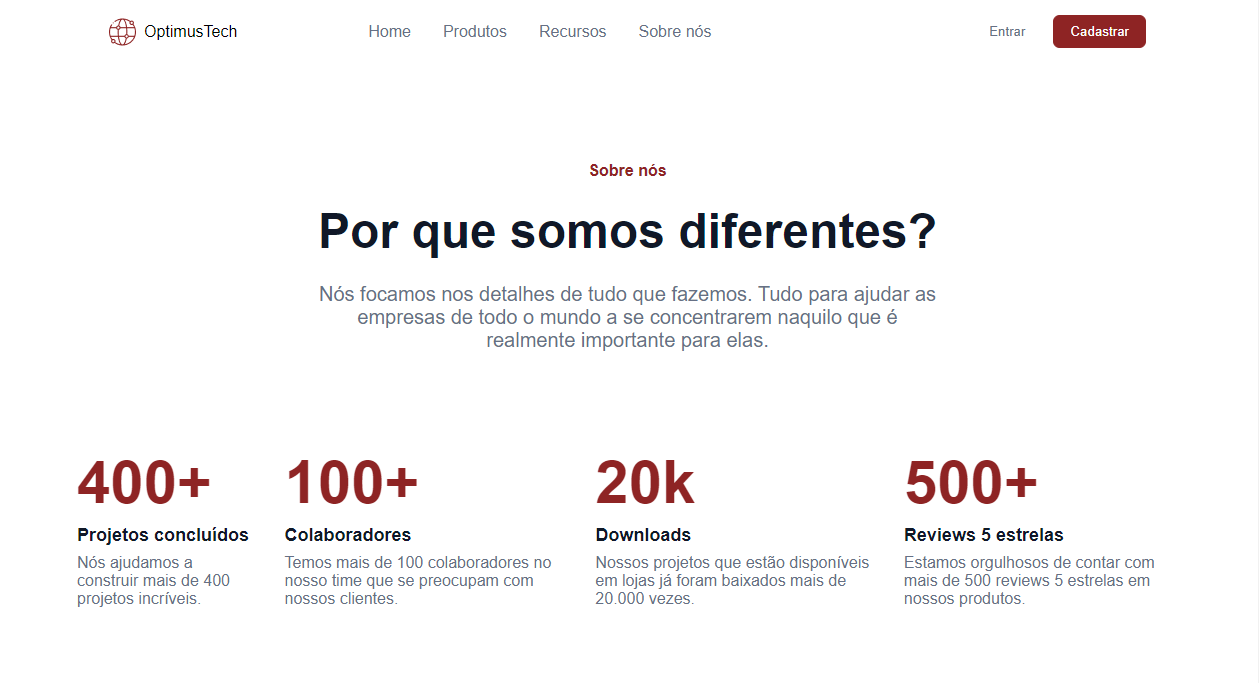 OptimusTech
Home Produtos Recursos Sobre nós
Entrar
Cadastrar
Sobre nós
Por que somos diferentes?
Nós focamos nos detalhes de tudo que fazemos. Tudo para ajudar as
empresas de todo o mundo a se concentrarem naquilo que é
realmente importante para elas.
400+
Projetos concluídos
Nós ajudamos a
construir mais de 400
projetos incríveis.
100+
Colaboradores
Temos mais de 100 colaboradores no
nosso time que se preocupam com
nossos clientes.
20k
Downloads
Nossos projetos que estão disponíveis
em lojas já foram baixados mais de
20.000 vezes.
500+
Reviews 5 estrelas
Estamos orgulhosos de contar com
mais de 500 reviews 5 estrelas em
nossos produtos.